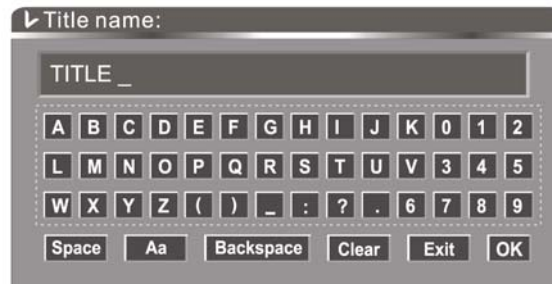 Title name:
TITLE _
A B C D E F G H I J K 0 1 2
L M N O P Q R S T U V 3 4 5
W X Y Z ( ) _ : ? . 6 7 8 9
Space Aa Backspace Clear Exit OK